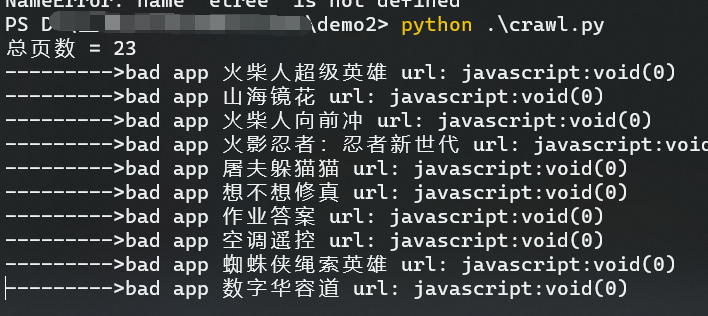 NameError: name 'etree' is not defined
PS D \demo2> python .\crawl.py
总页数 = 23
--------->bad app 火柴人超级英雄 url: javascript:void(0)
--------->bad app 山海镜花 url: javascript:void(0)
--------->bad app 火柴人向前冲 url: javascript:void(0)
--------->bad app 火影忍者: 忍者新世代 url: javascript:void
--------->bad app 屠夫躲猫猫 url: javascript:void(0)
--------->bad app 想不想修真 url: javascript:void(0)
--------->bad app 作业答案 url: javascript:void(0)
--------->bad app 空调遥控 url: javascript:void(0)
--------->bad app 蜘蛛侠绳索英雄 url: javascript:void(0)
--------->bad app 数字华容道 url: javascript:void(0)